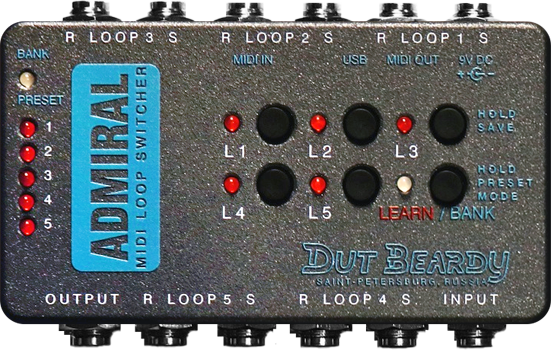 R LOOP 3 S
R LOOP 2 S
R LOOP 1 S
BANK
MIDI IN
USB
MIDI OUT
9V DC
PRESET
1
2
3
4
5
ADMIRAL
MIDI LOOP SWITCHER
L1
L2
L3
HOLD
SAVE
L4
L5
LEARN / BANK
HOLD
PRESET
MODE
DUT BEARDY
SAINT-PETERSBURG, RUSSIA
OUTPUT
R LOOP 5 S
R LOOP 4 S
INPUT